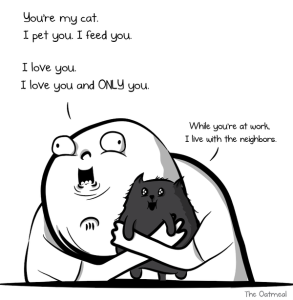 You're my cat.
I pet you. I feed you.
I love you.
I love you and ONLY you.
While you're at work,
I live with the neighbors.
The Oatmeal